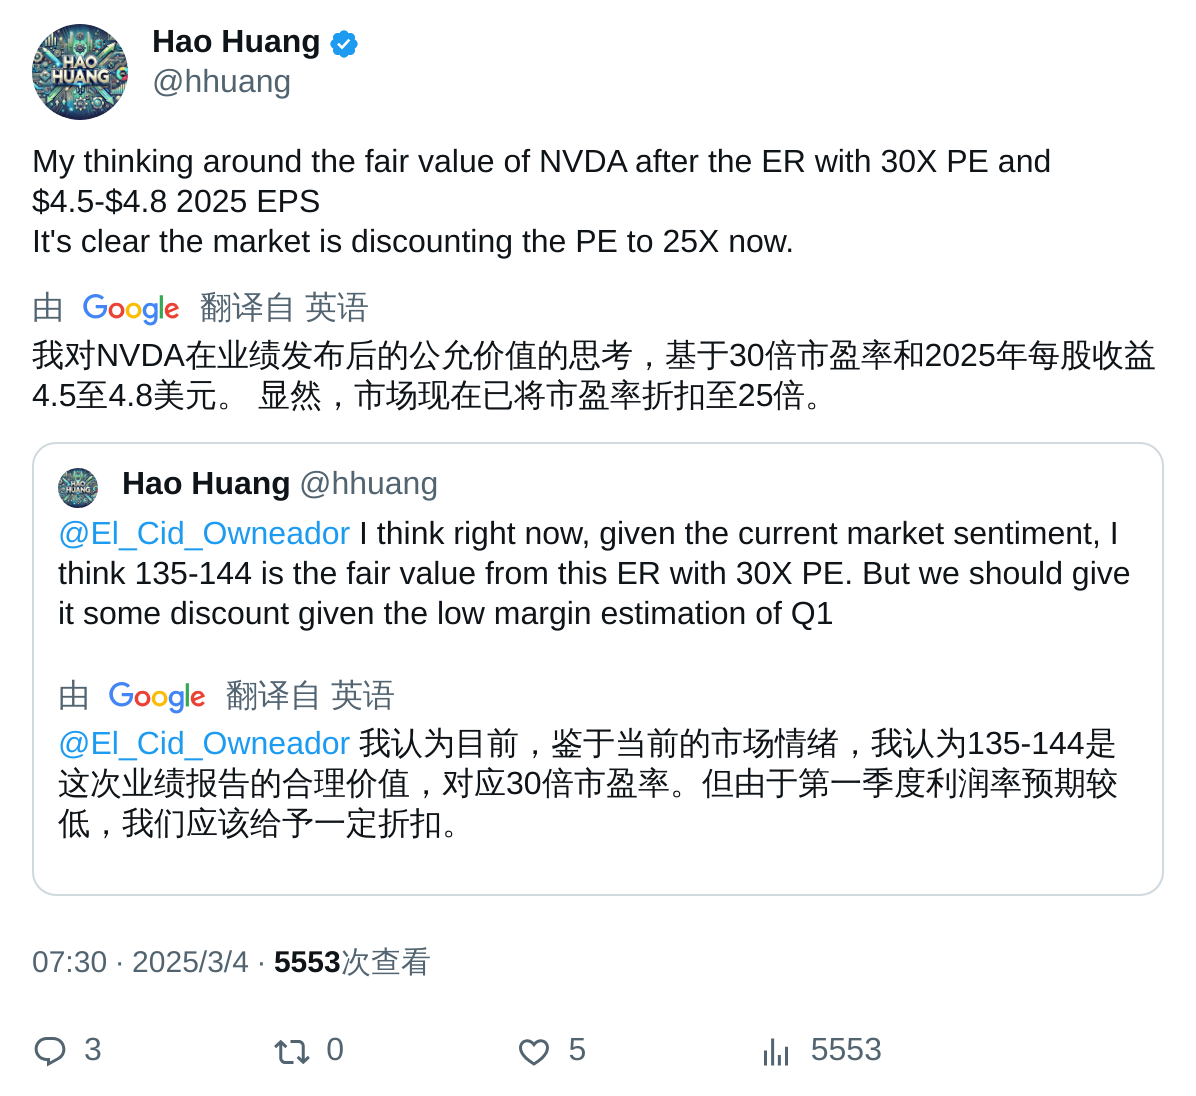 HAO
HUANG
Hao Huang
@hhuang
My thinking around the fair value of NVDA after the ER with 30X PE and
$4.5-$4.8 2025 EPS
It's clear the market is discounting the PE to 25X now.
由 Google 翻译自 英语
我对NVDA在业绩发布后的公允价值的思考，基于30倍市盈率和2025年每股收益
4.5至4.8美元。 显然，市场现在已将市盈率折扣至25倍。
HAO
HUANG
Hao Huang @hhuang
@El_Cid_Owneador I think right now, given the current market sentiment, I
think 135-144 is the fair value from this ER with 30X PE. But we should give
it some discount given the low margin estimation of Q1
由 Google 翻译自 英语
@El_Cid_Owneador 我认为目前，鉴于当前的市场情绪，我认为135-144是
这次业绩报告的合理价值，对应30倍市盈率。但由于第一季度利润率预期较
低，我们应该给予一定折扣。
07:30 · 2025/3/4 · 5553次查看
3 0 5 5553